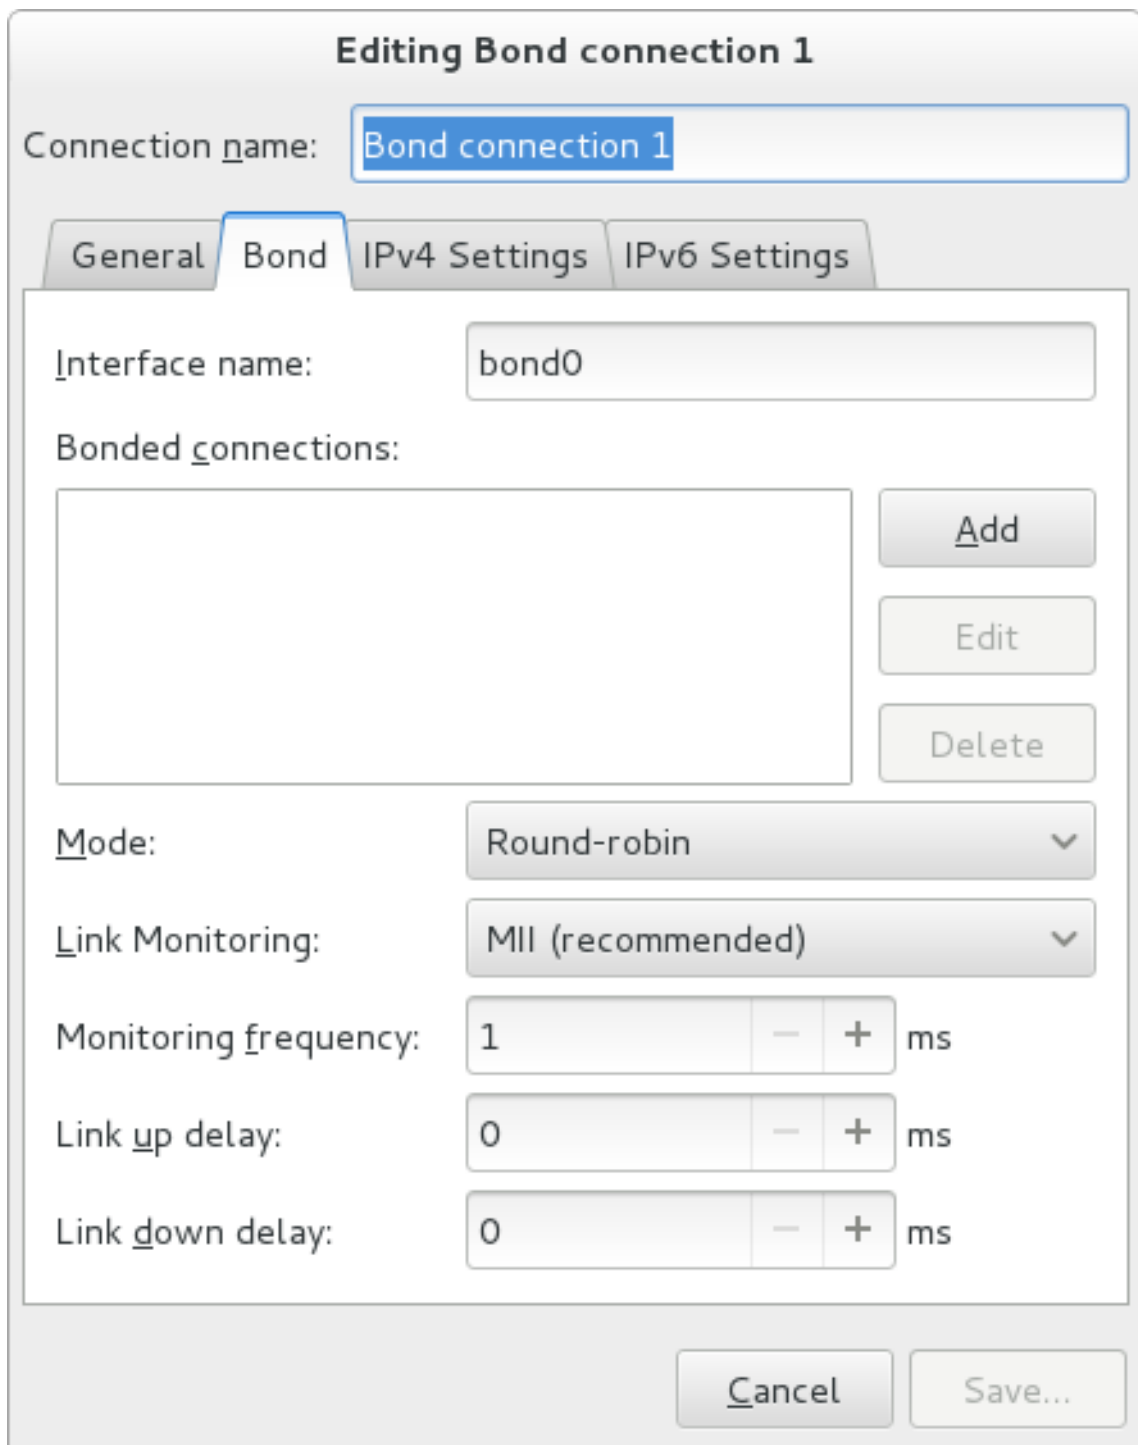 Editing Bond connection 1
Connection name: Bond connection 1
General Bond IPv4 Settings IPv6 Settings
Interface name: bond0
Bonded connections:
Add
Edit
Delete
Mode: Round-robin
Link Monitoring: MII (recommended)
Monitoring frequency: 1 − + ms
Link up delay: 0 − + ms
Link down delay: 0 − + ms
Cancel Save...